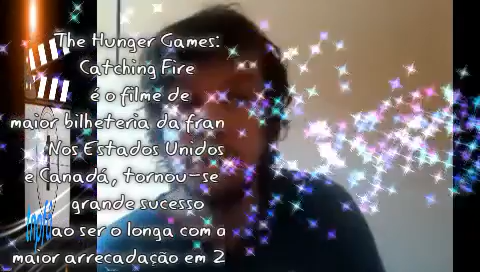 The Hunger Games:
Catching Fire
é o filme de
maior bilheteria da fran
Nos Estados Unidos
e Canadá, tornou-se
grande sucesso
ao ser o longa com a
maior arrecadação em 2